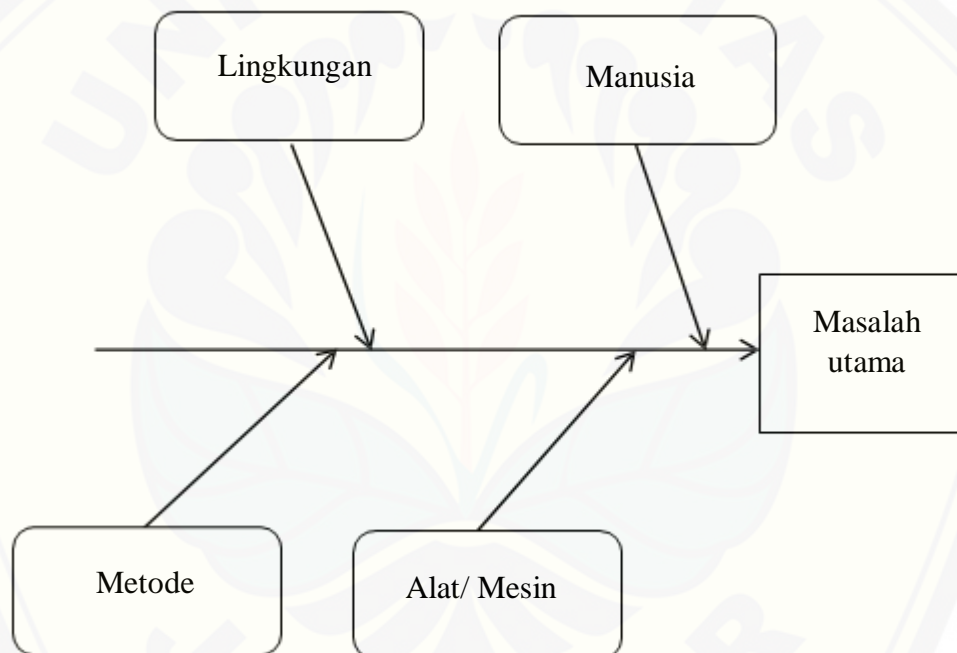 Lingkungan
Manusia
Masalah
utama
Metode
Alat/ Mesin